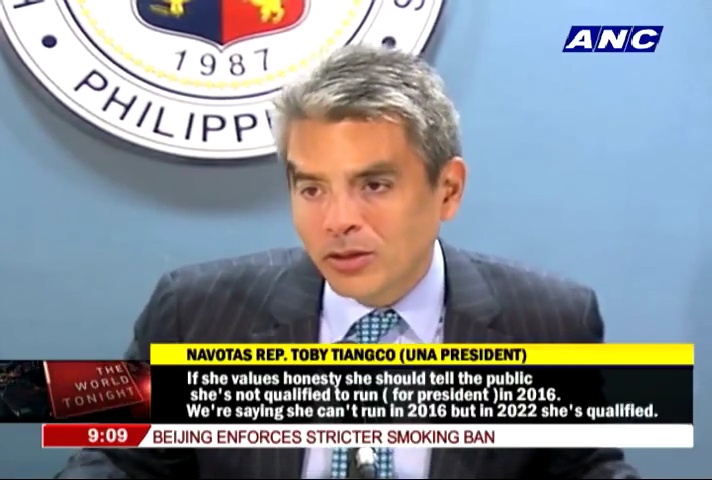 ANC
1987
PHILIPP
NAVOTAS REP. TOBY TIANGCO (UNA PRESIDENT)
If she values honesty she should tell the public
she's not qualified to run ( for president )in 2016.
We're saying she can't run in 2016 but in 2022 she's qualified.
THE
WORLD
TONIGHT
9:09
BEIJING ENFORCES STRICTER SMOKING BAN